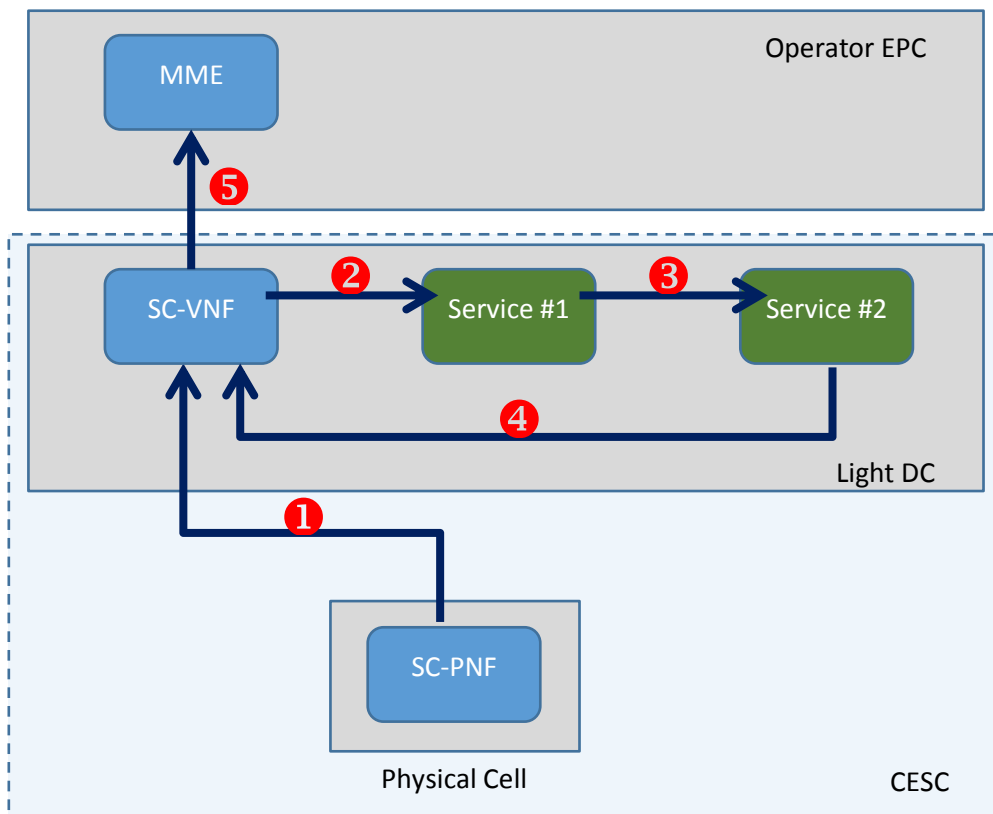 Operator EPC
MME
5
SC-VNF
2
Service #1
3
Service #2
4
Light DC
1
SC-PNF
Physical Cell
CESC